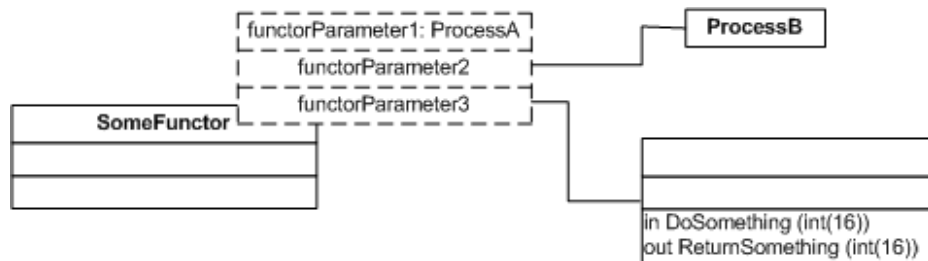 functorParameter1: ProcessA
ProcessB
functorParameter2
functorParameter3
SomeFunctor
in DoSomething (int(16))
out ReturnSomething (int(16))